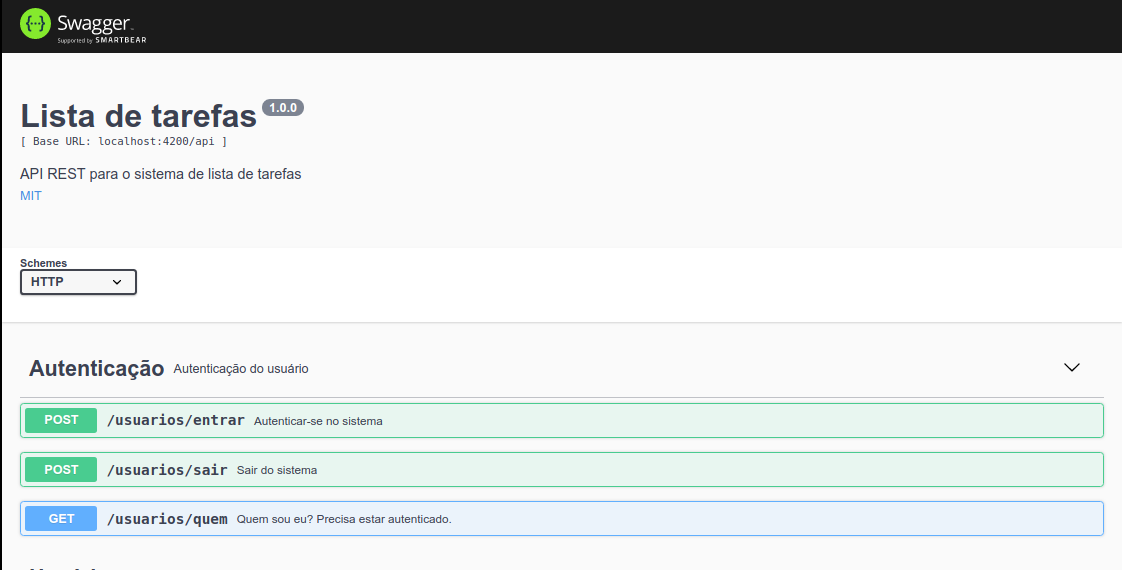 Swagger
Supported by SMARTBEAR
Lista de tarefas 1.0.0
[ Base URL: localhost:4200/api ]
API REST para o sistema de lista de tarefas
MIT
Schemes
HTTP
Autenticação Autenticação do usuário
POST /usuarios/entrar Autenticar-se no sistema
POST /usuarios/sair Sair do sistema
GET /usuarios/quem Quem sou eu? Precisa estar autenticado.